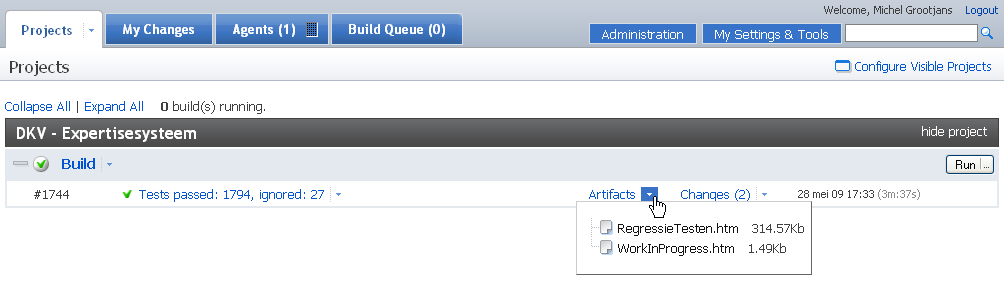 Welcome, Michel Grootjans Logout
Projects My Changes Agents (1) Build Queue (0)
Administration My Settings & Tools
Projects Configure Visible Projects
Collapse All | Expand All 0 build(s) running.
DKV - Expertisesysteem hide project
Build Run ...
#1744 Tests passed: 1794, ignored: 27 Artifacts Changes (2) 28 mei 09 17:33 (3m:37s)
RegressieTesten.htm 314.57Kb
WorkInProgress.htm 1.49Kb